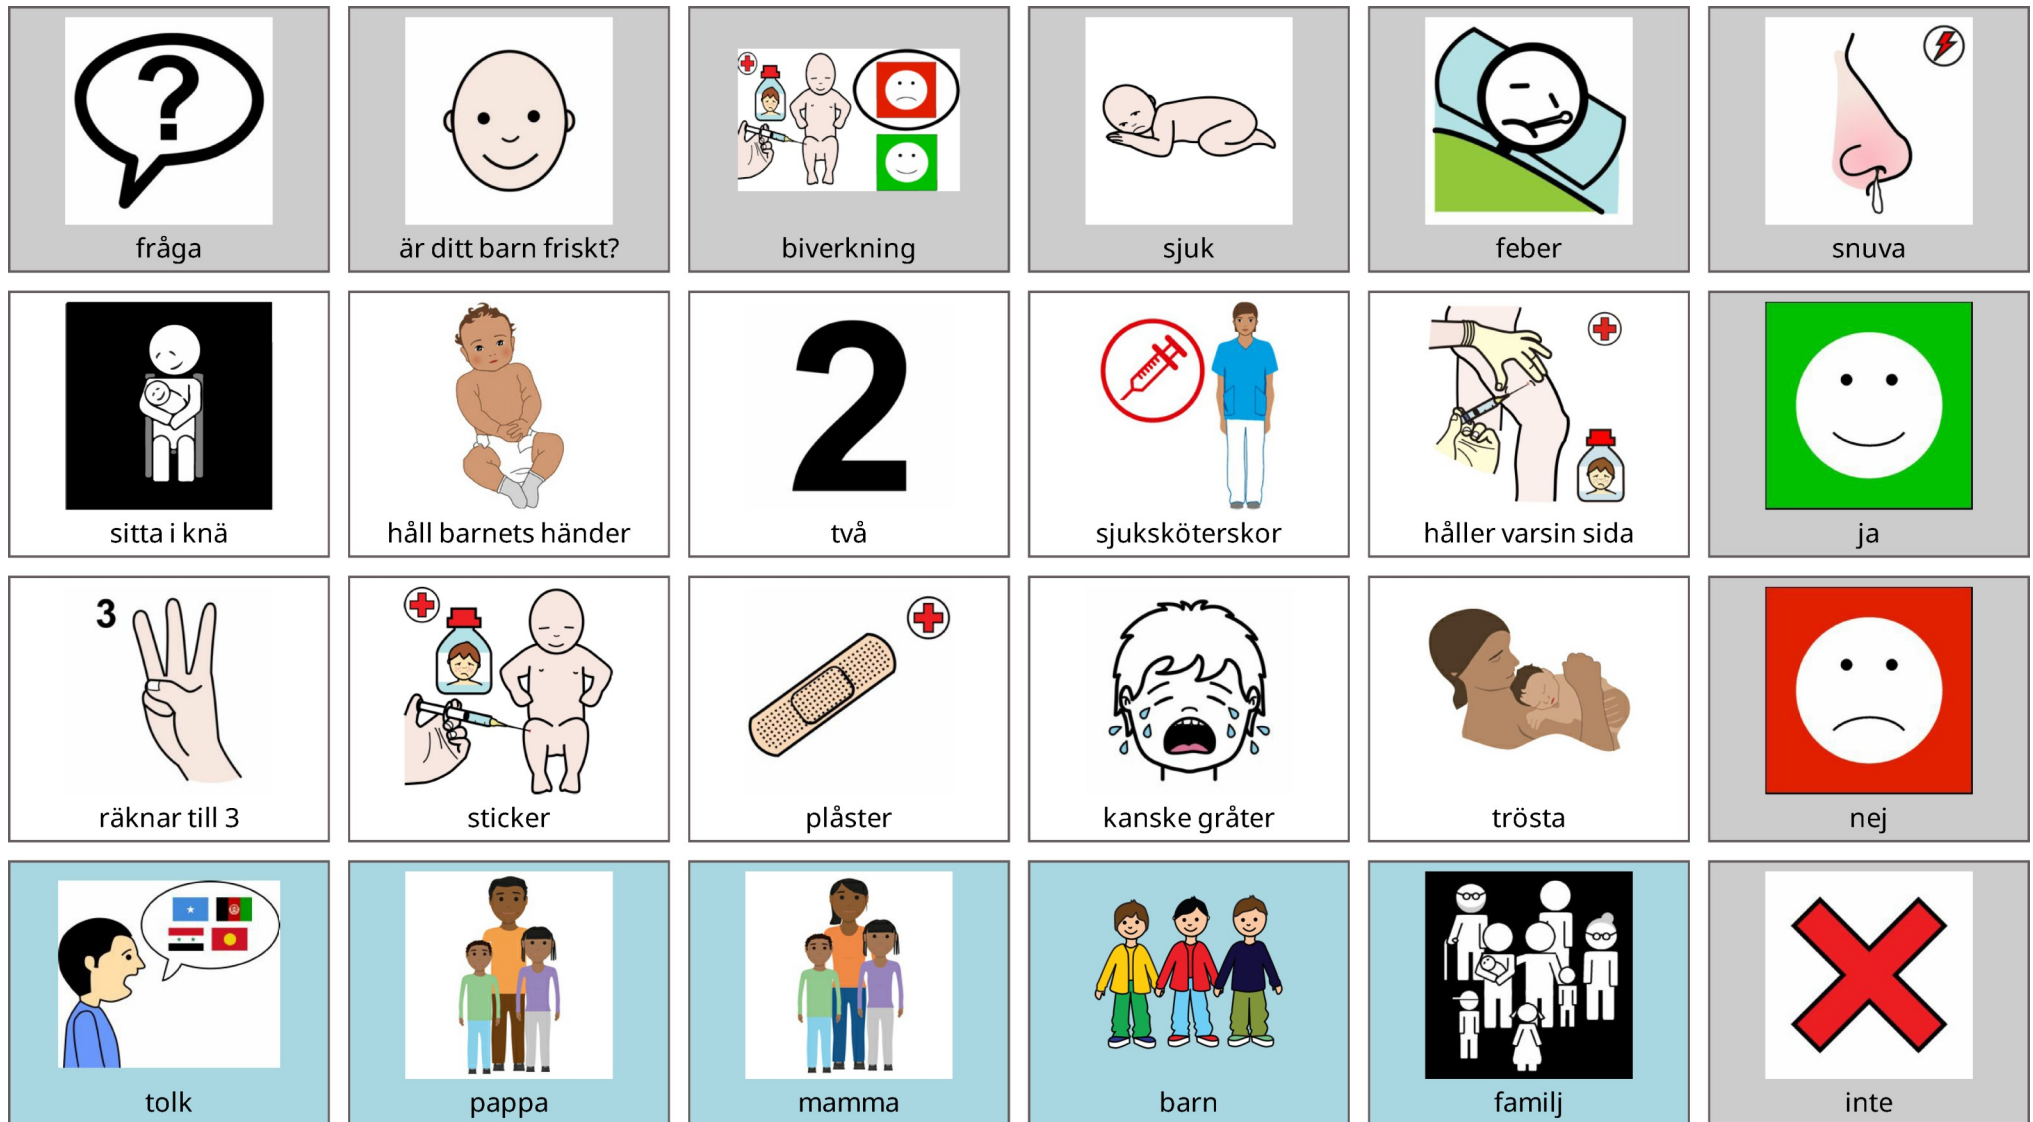 ?
fråga
är ditt barn friskt?
biverkning
sjuk
feber
snuva
sitta i knä
håll barnets händer
2
två
sjuksköterskor
håller varsin sida
ja
3
räknar till 3
sticker
plåster
kanske gråter
trösta
nej
tolk
pappa
mamma
barn
familj
inte